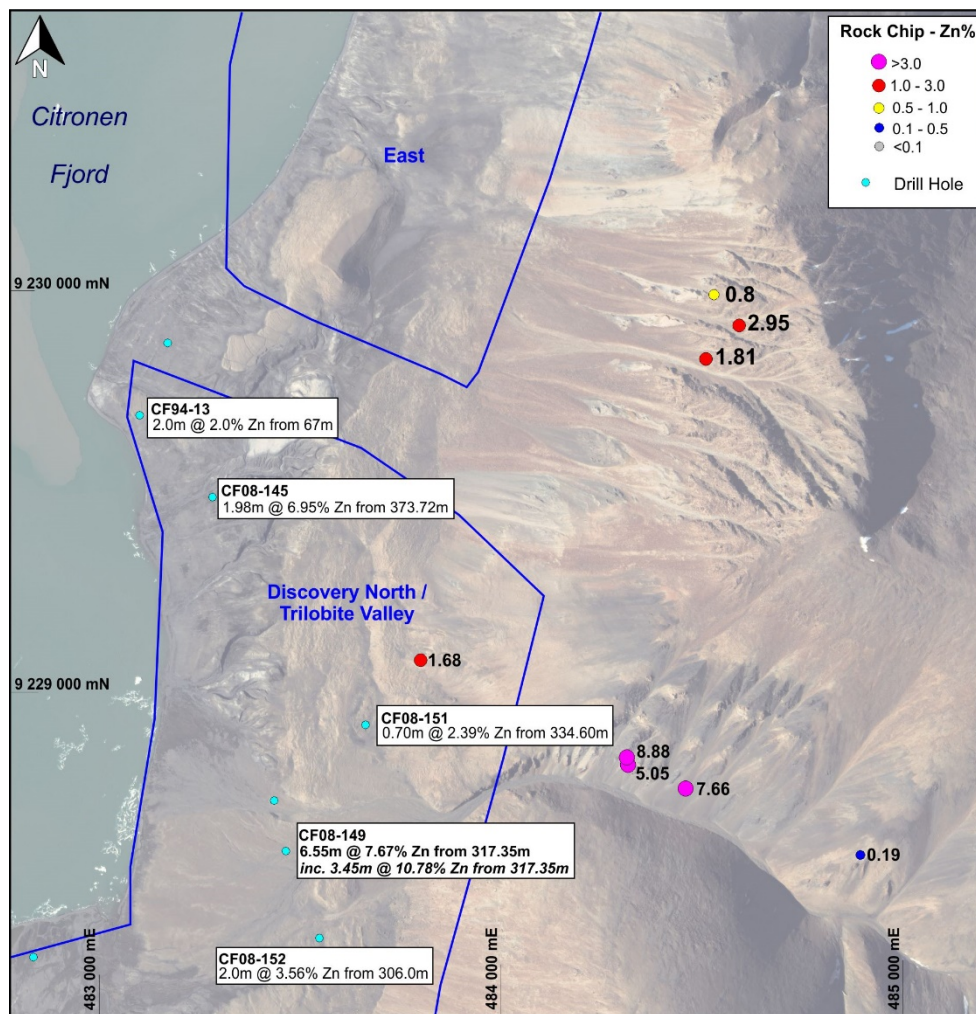 N
Citronen
Fjord
East
Rock Chip - Zn%
>3.0
1.0 - 3.0
0.5 - 1.0
0.1 - 0.5
<0.1
Drill Hole
9 230 000 mN
0.8
2.95
1.81
CF94-13
2.0m @ 2.0% Zn from 67m
CF08-145
1.98m @ 6.95% Zn from 373.72m
Discovery North /
Trilobite Valley
1.68
9 229 000 mN
CF08-151
0.70m @ 2.39% Zn from 334.60m
8.88
5.05
7.66
CF08-149
6.55m @ 7.67% Zn from 317.35m
inc. 3.45m @ 10.78% Zn from 317.35m
0.19
CF08-152
2.0m @ 3.56% Zn from 306.0m
483 000 mE
484 000 mE
485 000 mE